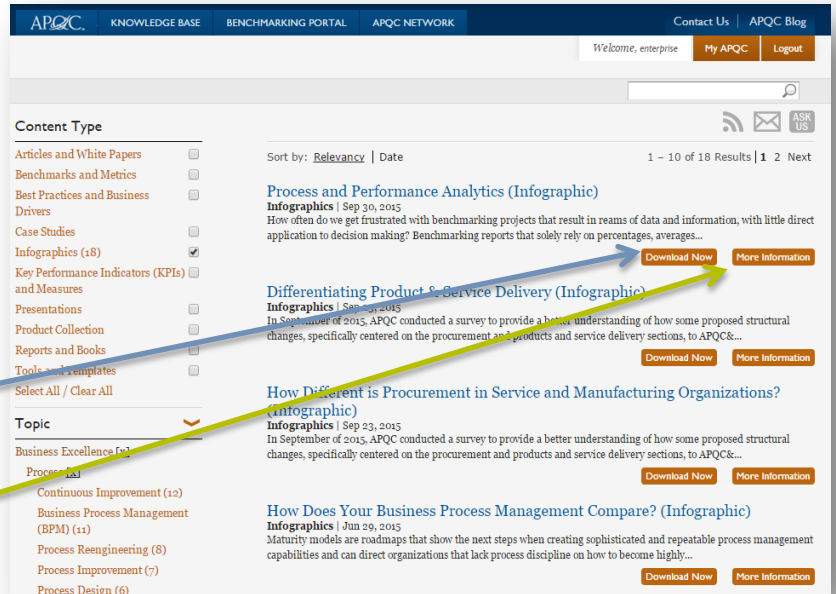 APQC.
KNOWLEDGE BASE
BENCHMARKING PORTAL
APQC NETWORK
Contact Us | APQC Blog
Welcome, enterprise
My APQC
Logout
ASK
US
Content Type
Articles and White Papers
Benchmarks and Metrics
Best Practices and Business
Drivers
Case Studies
Infographics (18)
Key Performance Indicators (KPIs)
and Measures
Presentations
Product Collection
Reports and Books
Tools and Templates
Select All / Clear All
Topic
Business Excellence [x]
Process [x]
Continuous Improvement (12)
Business Process Management
(BPM) (11)
Process Reengineering (8)
Process Improvement (7)
Process Design (6)
Sort by: Relevancy | Date
1 – 10 of 18 Results | 1 2 Next
Process and Performance Analytics (Infographic)
Infographics | Sep 30, 2015
How often do we get frustrated with benchmarking projects that result in reams of data and information, with little direct
application to decision making? Benchmarking reports that solely rely on percentages, averages...
Download Now
More Information
Differentiating Product & Service Delivery (Infographic)
Infographics | Sep 23, 2015
In September of 2015, APQC conducted a survey to provide a better understanding of how some proposed structural
changes, specifically centered on the procurement and products and service delivery sections, to APQC&...
Download Now
More Information
How Different is Procurement in Service and Manufacturing Organizations?
(Infographic)
Infographics | Sep 23, 2015
In September of 2015, APQC conducted a survey to provide a better understanding of how some proposed structural
changes, specifically centered on the procurement and products and service delivery sections, to APQC&...
Download Now
More Information
How Does Your Business Process Management Compare? (Infographic)
Infographics | Jun 29, 2015
Maturity models are roadmaps that show the next steps when creating sophisticated and repeatable process management
capabilities and can direct organizations that lack process discipline on how to become highly...
Download Now
More Information